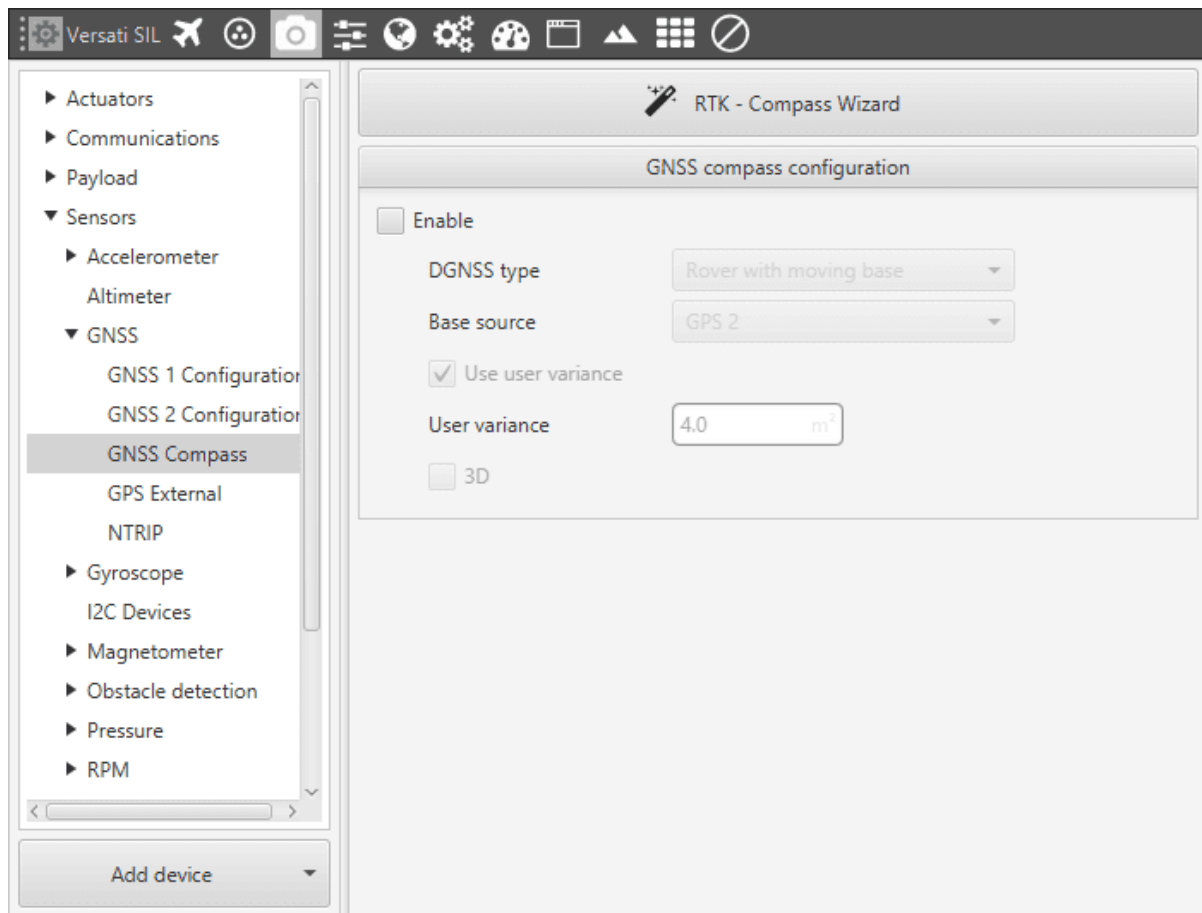 Versati SIL
Actuators
Communications
Payload
Sensors
Accelerometer
Altimeter
GNSS
GNSS 1 Configuration
GNSS 2 Configuration
GNSS Compass
GPS External
NTRIP
Gyroscope
I2C Devices
Magnetometer
Obstacle detection
Pressure
RPM
Add device
RTK - Compass Wizard
GNSS compass configuration
Enable
DGNSS type Rover with moving base
Base source GPS 2
Use user variance
User variance 4.0 m²
3D